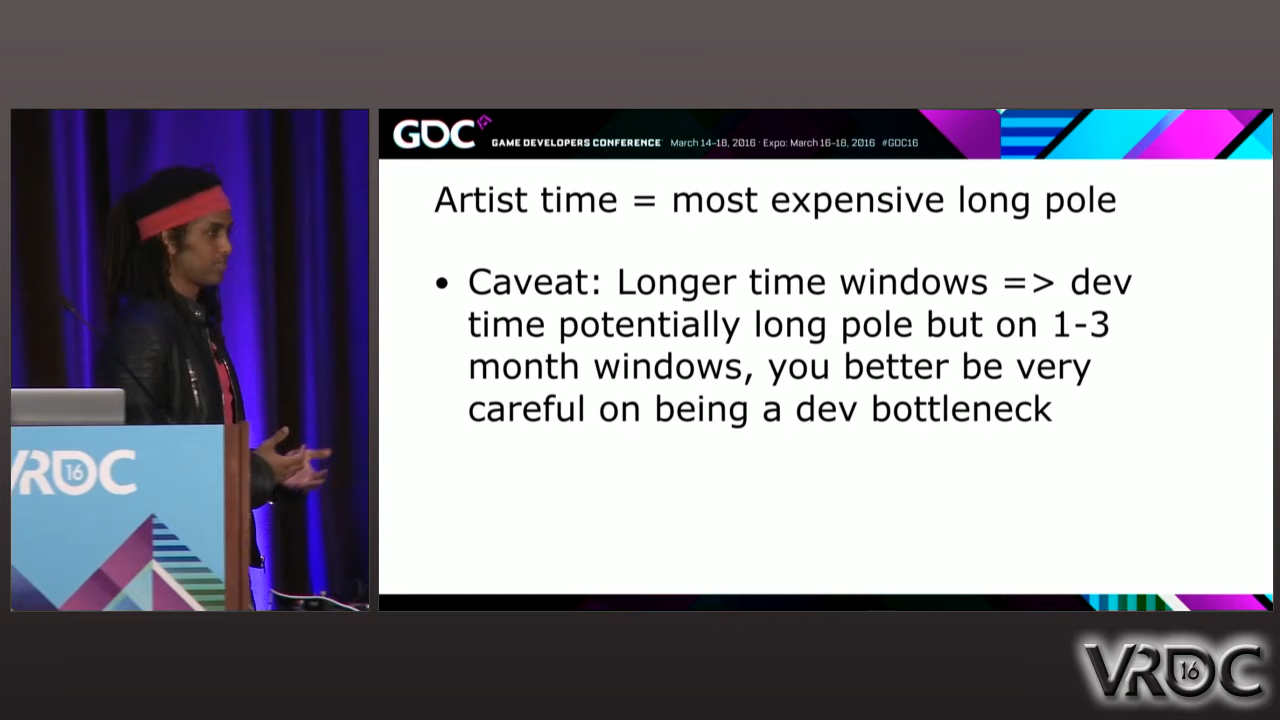 GDC
GAME DEVELOPERS CONFERENCE March 14-18, 2016 · Expo: March 16-18, 2016 #GDC16
Artist time = most expensive long pole
• Caveat: Longer time windows => dev
time potentially long pole but on 1-3
month windows, you better be very
careful on being a dev bottleneck
VRDC 16
VRDC 16